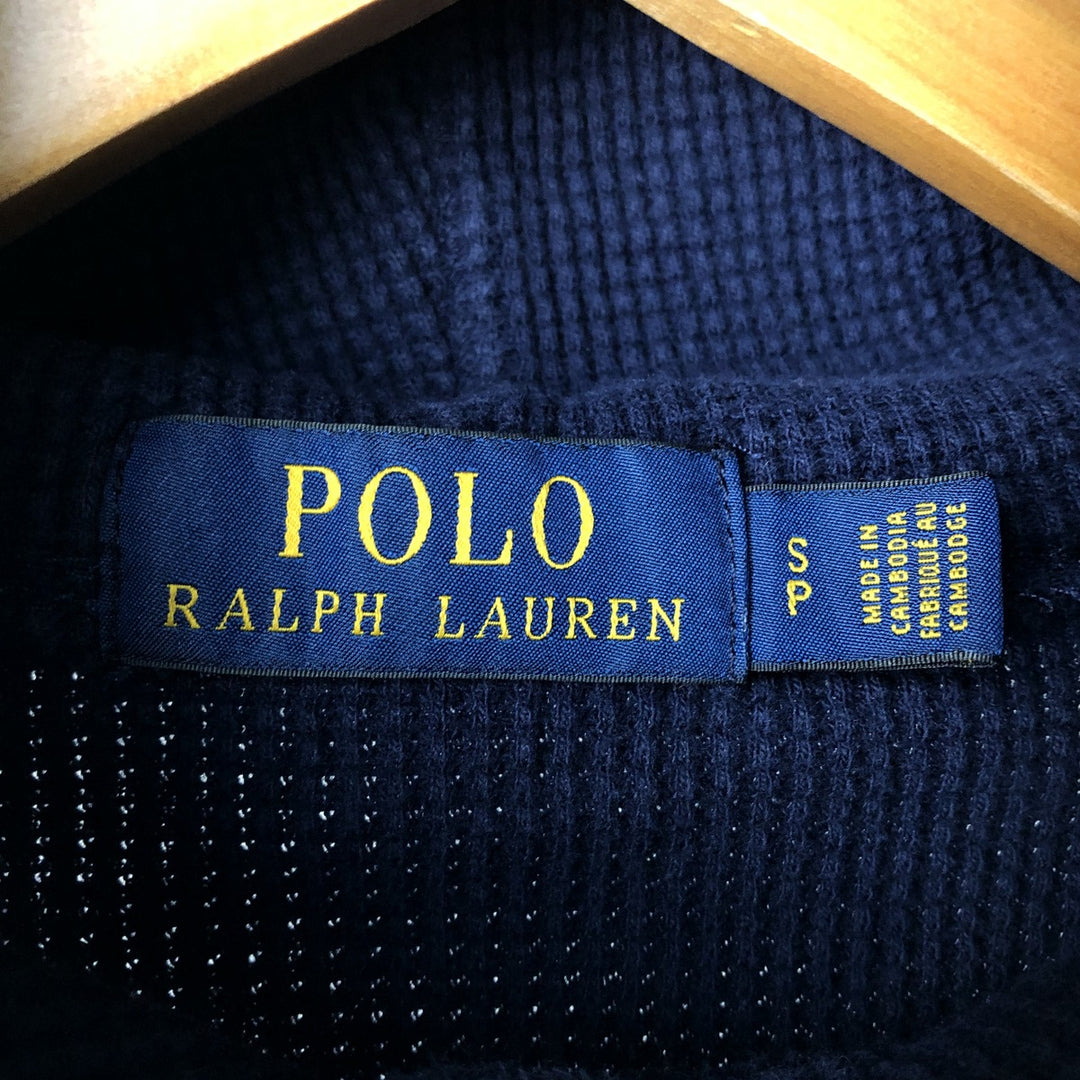 POLO
RALPH LAUREN
S
P
MADE IN
CAMBODIA
FABRIQUÉ AU
CAMBODGE